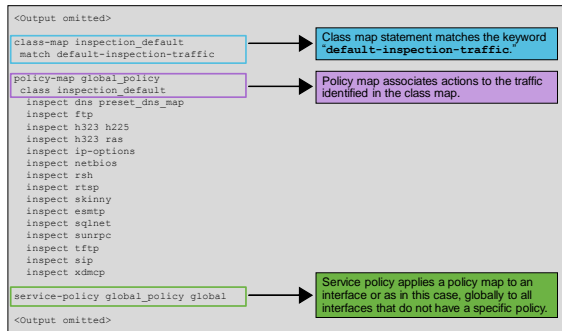 <Output omitted>
class-map inspection_default
match default-inspection-traffic
Class map statement matches the keyword
"default-inspection-traffic."
policy-map global_policy
class inspection_default
Policy map associates actions to the traffic
identified in the class map.
inspect dns preset_dns_map
inspect ftp
inspect h323 h225
inspect h323 ras
inspect ip-options
inspect netbios
inspect rsh
inspect rtsp
inspect skinny
inspect esmtp
inspect sqlnet
inspect sunrpc
inspect tftp
inspect sip
inspect xdmcp
service-policy global_policy global
Service policy applies a policy map to an
interface or as in this case, globally to all
interfaces that do not have a specific policy.
<Output omitted>